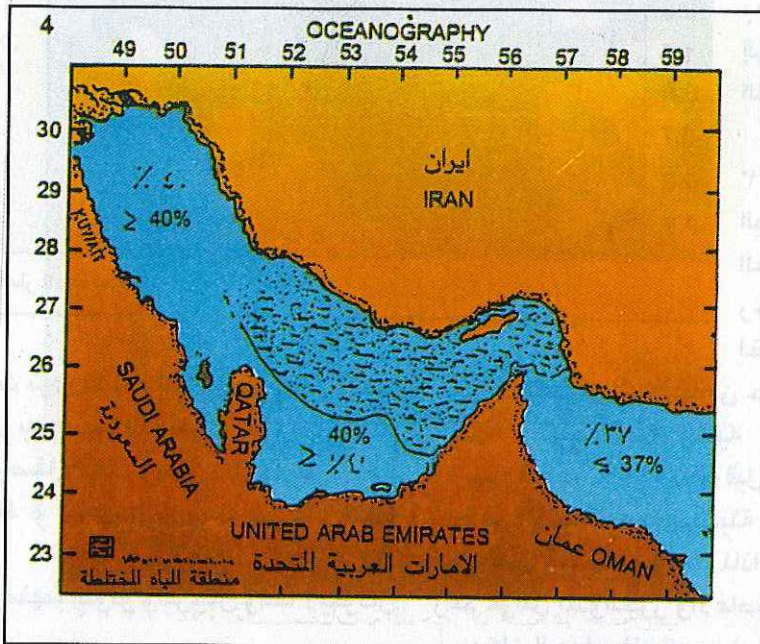 4
OCEANOGRAPHY
49 50 51 52 53 54 55 56 57 58 59
30
29
28
27
26
25
24
23
ايران
IRAN
٪ ٤٠
≥ 40%
KUWAIT
SAUDI ARABIA
السعودية
QATAR
40%
≥ ٪٤٠
٪٣٧
≤ 37%
UNITED ARAB EMIRATES
الامارات العربية المتحدة
عمان OMAN
منطقة المياه المختلطة